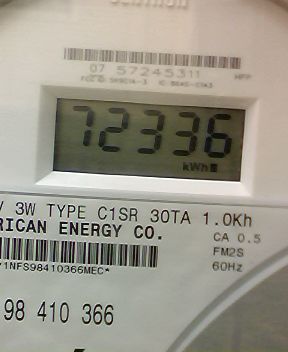 07 57245311
72336
kWh
V 3W TYPE C1SR 30TA 1.0Kh
RICAN ENERGY CO.
CA 0.5
FM2S
60Hz
*1NFS98410366MEC*
98 410 366